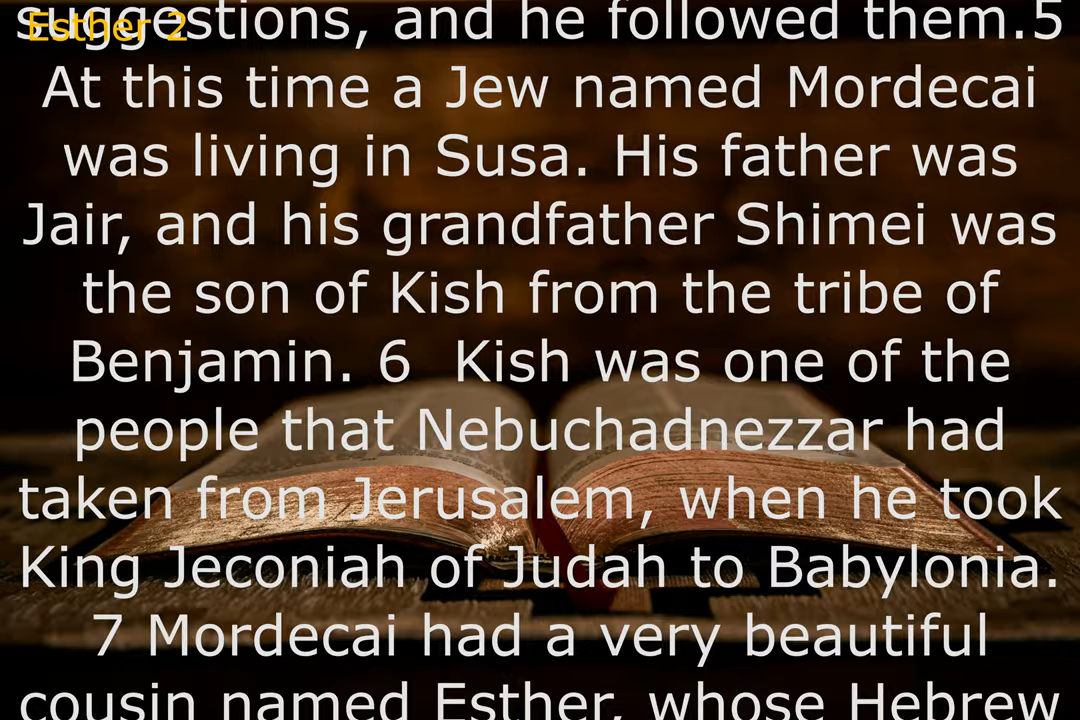 Esther 2
suggestions, and he followed them.5
At this time a Jew named Mordecai
was living in Susa. His father was
Jair, and his grandfather Shimei was
the son of Kish from the tribe of
Benjamin. 6  Kish was one of the
people that Nebuchadnezzar had
taken from Jerusalem, when he took
King Jeconiah of Judah to Babylonia.
7 Mordecai had a very beautiful
cousin named Esther, whose Hebrew